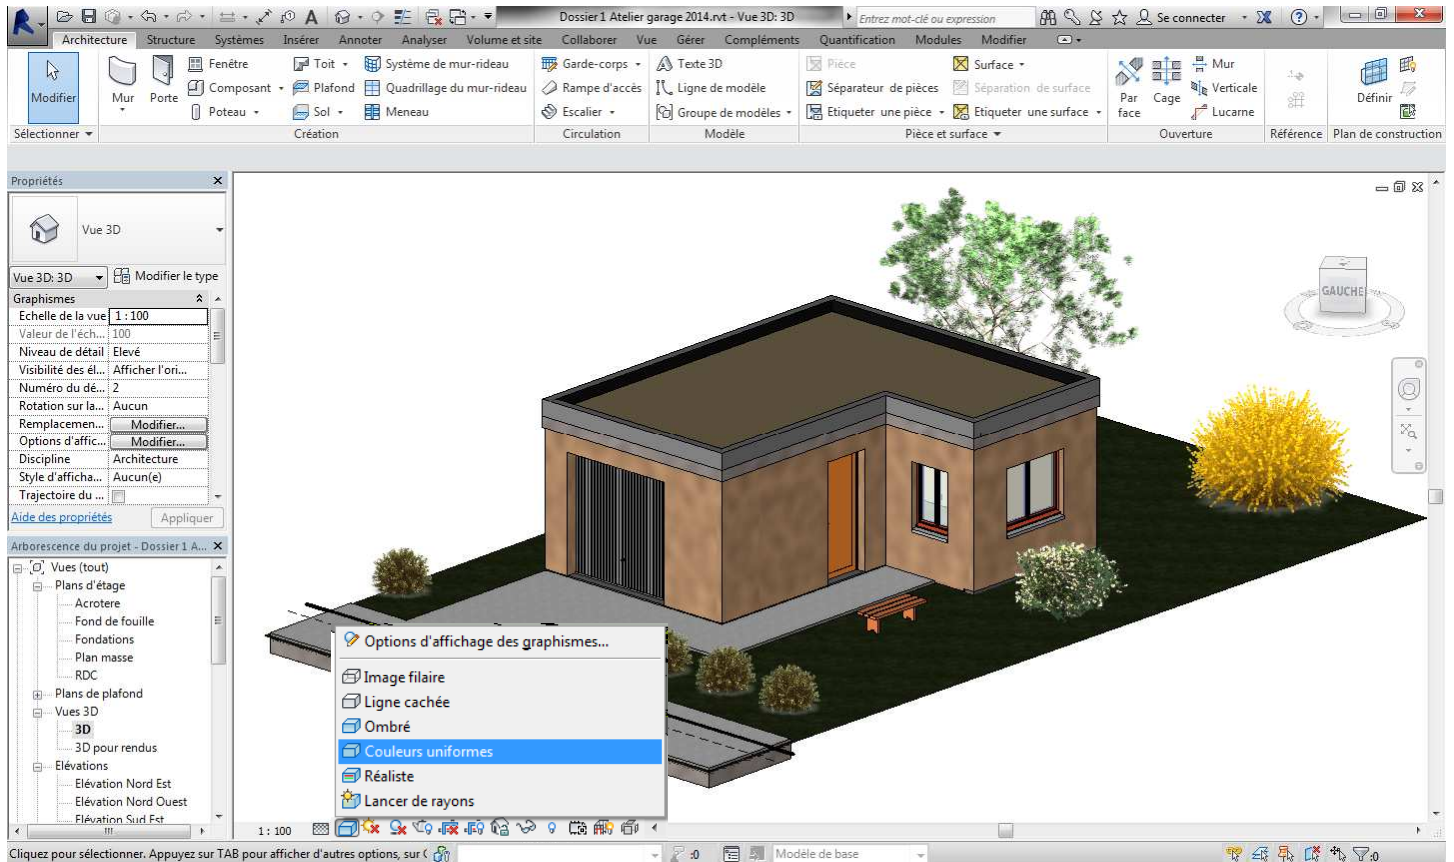 Dossier 1 Atelier garage 2014.rvt - Vue 3D: 3D
Entrez mot-clé ou expression
Se connecter
Architecture Structure Systèmes Insérer Annoter Analyser Volume et site Collaborer Vue Gérer Compléments Quantification Modules Modifier
Fenêtre Toit Système de mur-rideau Garde-corps Texte 3D Pièce Surface Mur
Modifier Mur Porte Composant Plafond Quadrillage du mur-rideau Rampe d'accès Ligne de modèle Séparateur de pièces Séparation de surface Par face Cage Verticale Définir
Poteau Sol Meneau Escalier Groupe de modèles Etiqueter une pièce Etiqueter une surface Lucarne
Sélectionner Création Circulation Modèle Pièce et surface Ouverture Référence Plan de construction
Propriétés
Vue 3D
Vue 3D: 3D Modifier le type
Graphismes
Echelle de la vue 1 : 100
Valeur de l'éch... 100
Niveau de détail Elevé
Visibilité des él... Afficher l'ori...
Numéro du dé... 2
Rotation sur la... Aucun
Remplacemen... Modifier...
Options d'affic... Modifier...
Discipline Architecture
Style d'afficha... Aucun(e)
Trajectoire du ...
Aide des propriétés Appliquer
Arborescence du projet - Dossier 1 A...
Vues (tout)
Plans d'étage
Acrotere
Fond de fouille
Fondations
Plan masse
RDC
Plans de plafond
Vues 3D
3D
3D pour rendus
Elévations
Elévation Nord Est
Elévation Nord Ouest
Elévation Sud Est
GAUCHE
Options d'affichage des graphismes...
Image filaire
Ligne cachée
Ombré
Couleurs uniformes
Réaliste
Lancer de rayons
1 : 100
Cliquez pour sélectionner. Appuyez sur TAB pour afficher d'autres options, sur (
:0
Modèle de base
:0